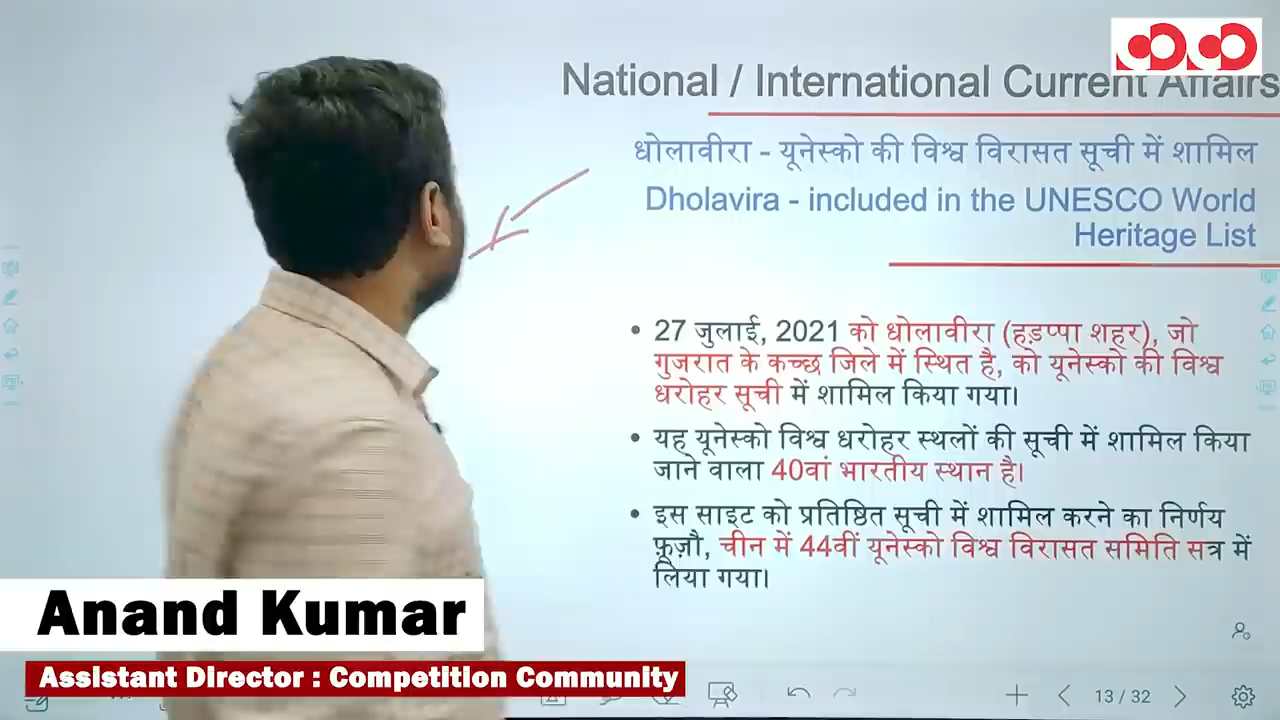 National / International Current Affairs
धोलावीरा - यूनेस्को की विश्व विरासत सूची में शामिल
Dholavira - included in the UNESCO World
Heritage List
• 27 जुलाई, 2021 को धोलावीरा (हड़प्पा शहर), जो
गुजरात के कच्छ जिले में स्थित है, को यूनेस्को की विश्व
धरोहर सूची में शामिल किया गया।
• यह यूनेस्को विश्व धरोहर स्थलों की सूची में शामिल किया
जाने वाला 40वां भारतीय स्थान है।
• इस साइट को प्रतिष्ठित सूची में शामिल करने का निर्णय
फ़ूज़ौ, चीन में 44वीं यूनेस्को विश्व विरासत समिति सत्र में
लिया गया।
Anand Kumar
Assistant Director : Competition Community
13 / 32